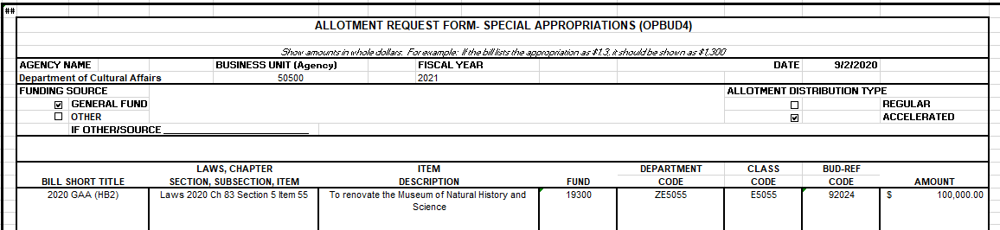 ##
ALLOTMENT REQUEST FORM- SPECIAL APPROPRIATIONS (OPBUD4)
Show amounts in whole dollars. For example: If the bill lists the appropriation as $1.3, it should be shown as $1,300
AGENCY NAME BUSINESS UNIT (Agency) FISCAL YEAR DATE 9/2/2020
Department of Cultural Affairs 50500 2021
FUNDING SOURCE ALLOTMENT DISTRIBUTION TYPE
GENERAL FUND REGULAR
OTHER ACCELERATED
IF OTHER/SOURCE
LAWS, CHAPTER ITEM DEPARTMENT CLASS BUD-REF
BILL SHORT TITLE SECTION, SUBSECTION, ITEM DESCRIPTION FUND CODE CODE CODE AMOUNT
2020 GAA (HB2) Laws 2020 Ch 83 Section 5 Item 55 To renovate the Museum of Natural History and 19300 ZE5055 E5055 92024 $ 100,000.00
Science